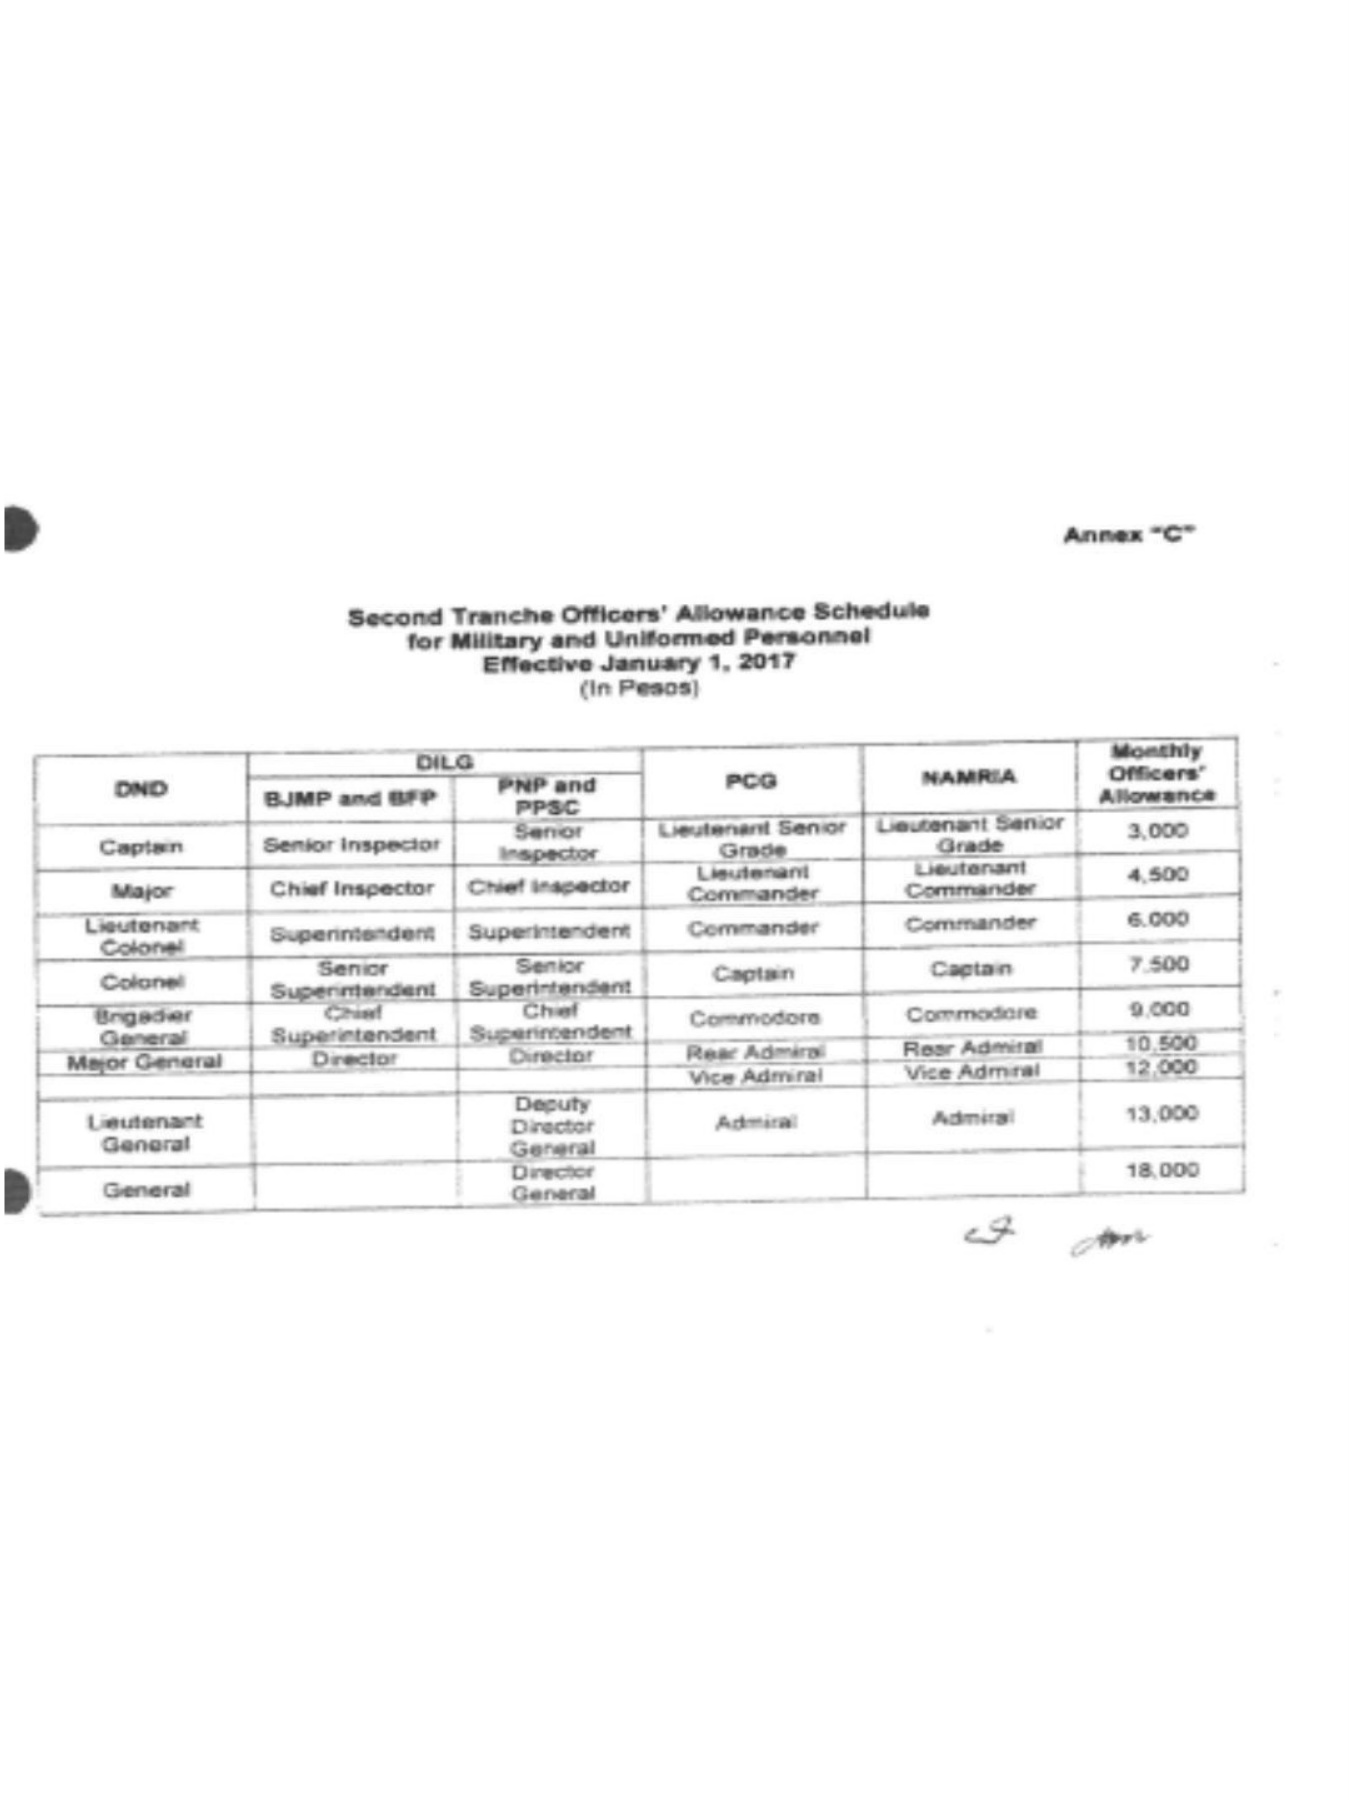 Annex "C"
Second Tranche Officers' Allowance Schedule
for Military and Uniformed Personnel
Effective January 1, 2017
(In Pesos)
DND
DILG
BJMP and BFP
PNP and
PPSC
PCG
NAMRIA
Monthly
Officers'
Allowance
Captain
Senior Inspector
Senior
Inspector
Lieutenant Senior
Grade
Lieutenant Senior
Grade
3,000
Major
Chief Inspector
Chief Inspector
Lieutenant
Commander
Lieutenant
Commander
4,500
Lieutenant
Colonel
Superintendent
Superintendent
Commander
Commander
6,000
Colonel
Senior
Superintendent
Senior
Superintendent
Captain
Captain
7,500
Brigadier
General
Chief
Superintendent
Chief
Superintendent
Commodore
Commodore
9,000
Major General
Director
Director
Rear Admiral
Rear Admiral
10,500
Vice Admiral
Vice Admiral
12,000
Lieutenant
General
Deputy
Director
General
Admiral
Admiral
13,000
General
Director
General
18,000